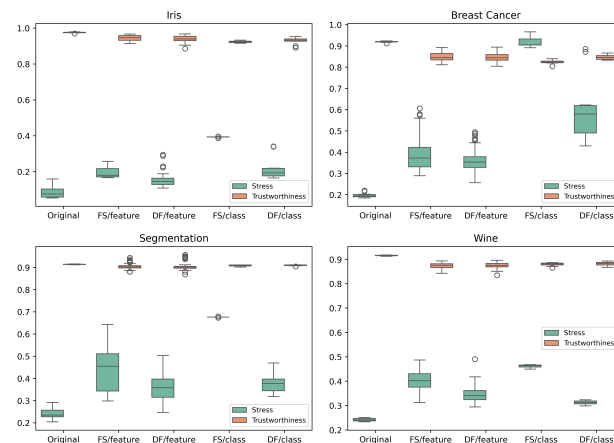 Iris
1.0
0.8
0.6
0.4
0.2
Stress
Trustworthiness
Original FS/feature DF/feature FS/class DF/class
Breast Cancer
1.0
0.9
0.8
0.7
0.6
0.5
0.4
0.3
0.2
Stress
Trustworthiness
Original FS/feature DF/feature FS/class DF/class
Segmentation
0.9
0.8
0.7
0.6
0.5
0.4
0.3
0.2
Stress
Trustworthiness
Original FS/feature DF/feature FS/class DF/class
Wine
0.9
0.8
0.7
0.6
0.5
0.4
0.3
0.2
Stress
Trustworthiness
Original FS/feature DF/feature FS/class DF/class